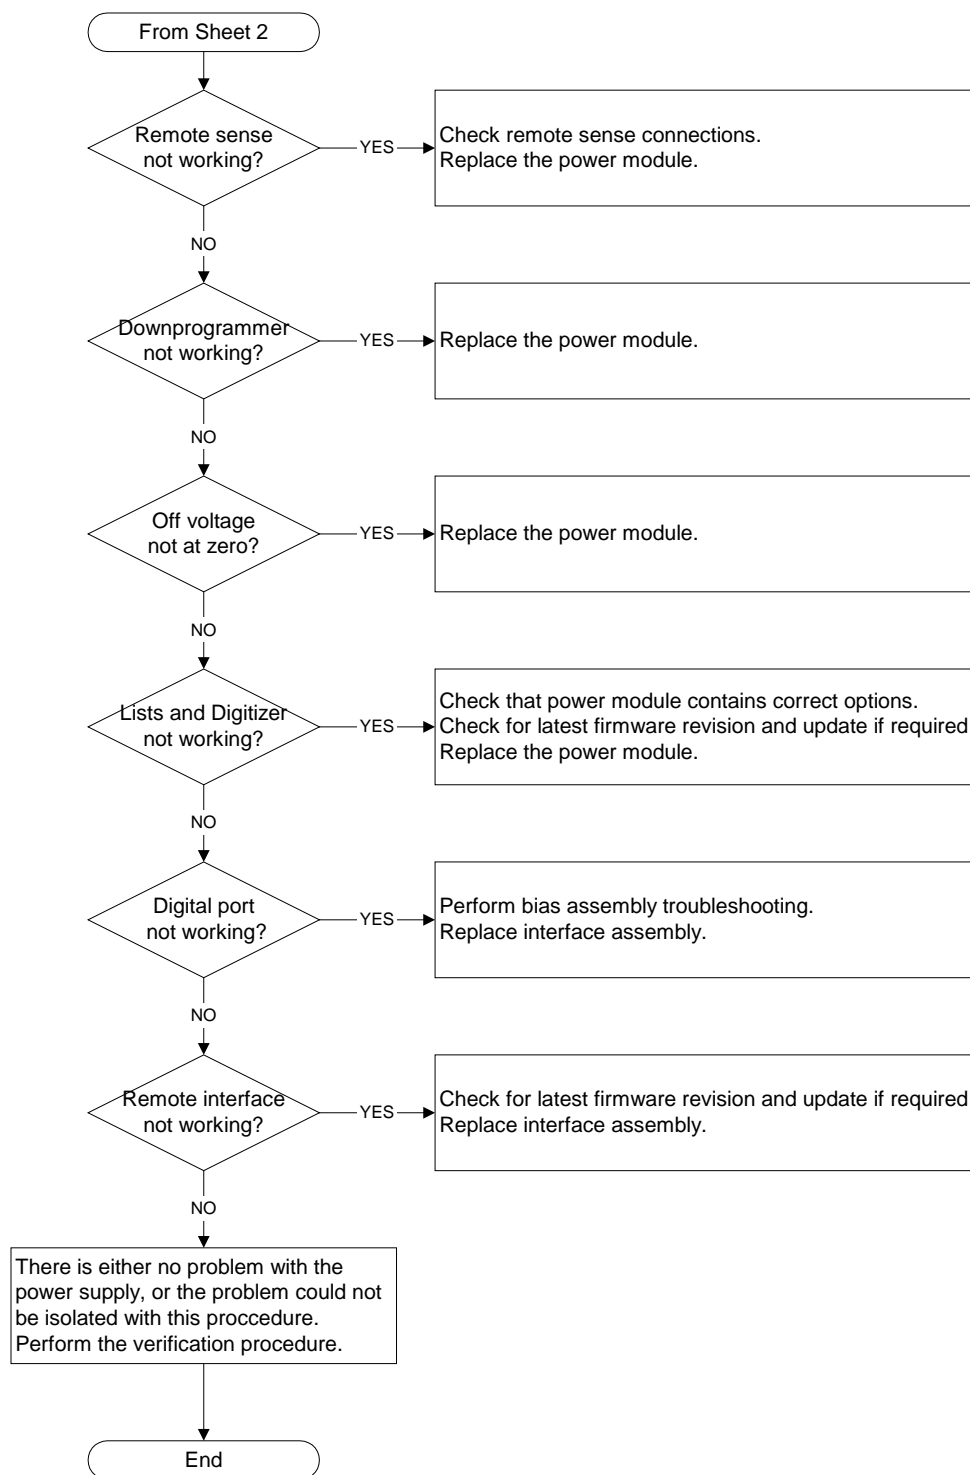 From Sheet 2
Remote sense
not working?
YES
Check remote sense connections.
Replace the power module.
NO
Downprogrammer
not working?
YES
Replace the power module.
NO
Off voltage
not at zero?
YES
Replace the power module.
NO
Lists and Digitizer
not working?
YES
Check that power module contains correct options.
Check for latest firmware revision and update if required
Replace the power module.
NO
Digital port
not working?
YES
Perform bias assembly troubleshooting.
Replace interface assembly.
NO
Remote interface
not working?
YES
Check for latest firmware revision and update if required
Replace interface assembly.
NO
There is either no problem with the
power supply, or the problem could not
be isolated with this proccedure.
Perform the verification procedure.
End